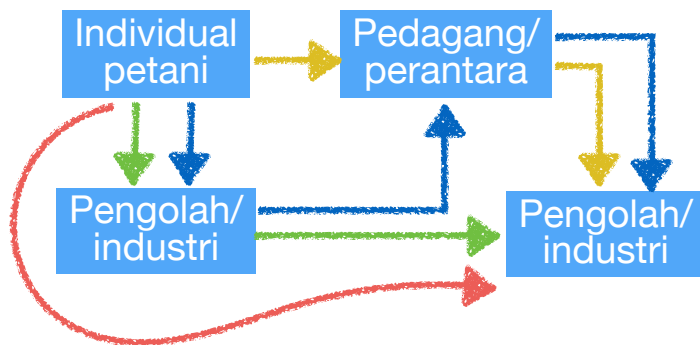 Individual
petani
Pedagang/
perantara
Pengolah/
industri
Pengolah/
industri